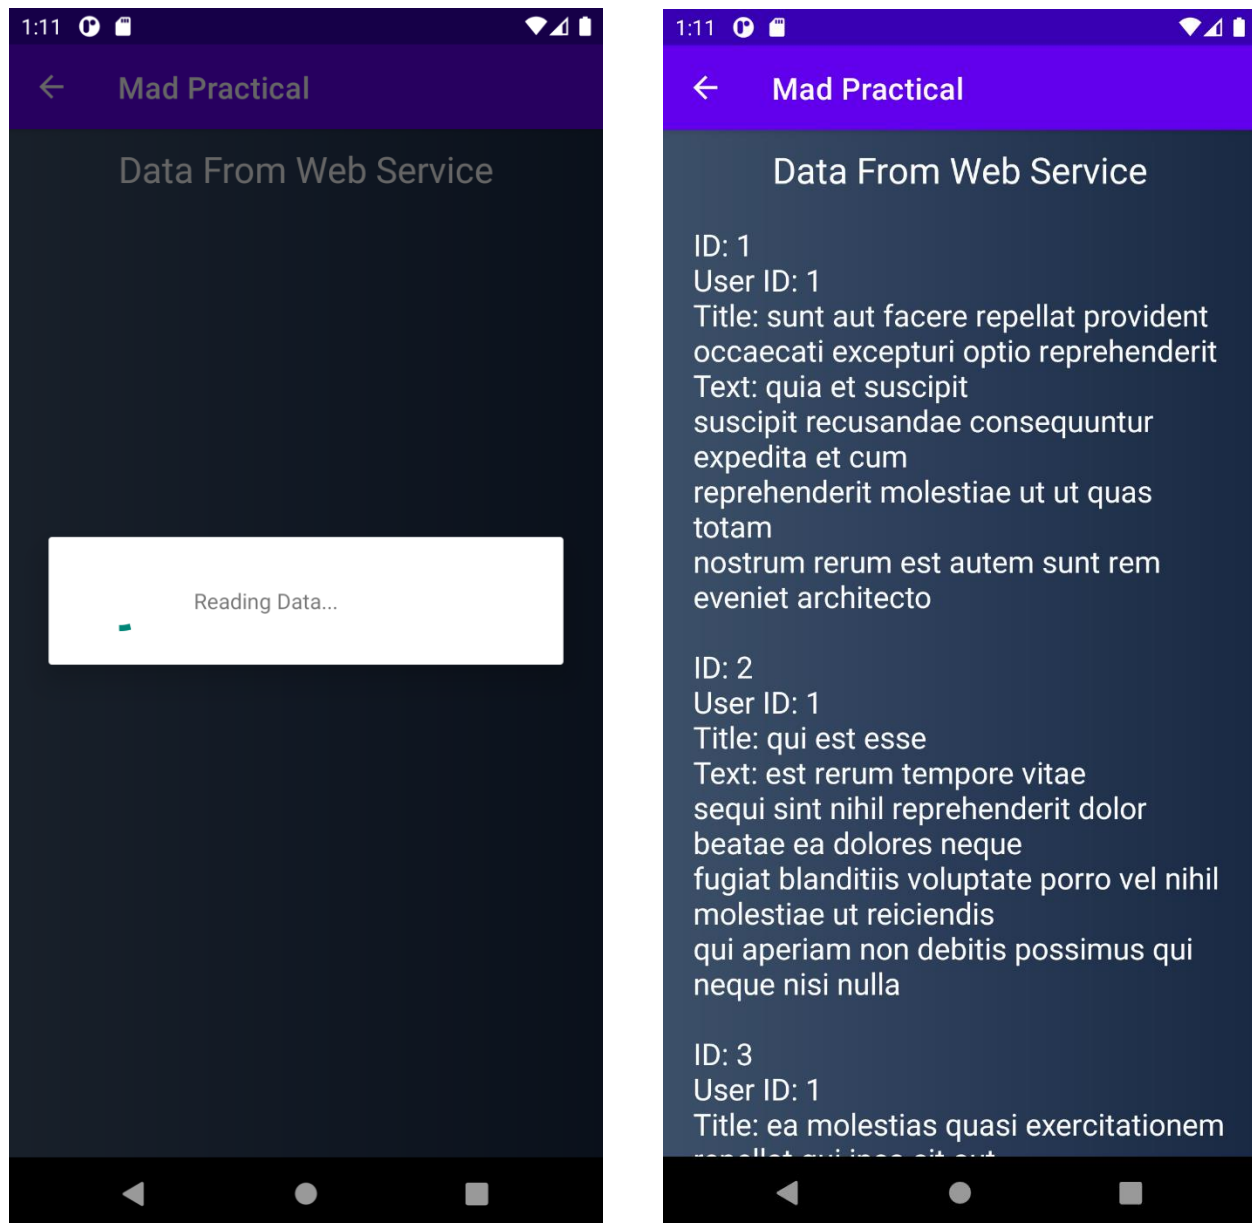 1:11
Mad Practical
Data From Web Service
Reading Data...
1:11
Mad Practical
Data From Web Service
ID: 1
User ID: 1
Title: sunt aut facere repellat provident
occaecati excepturi optio reprehenderit
Text: quia et suscipit
suscipit recusandae consequuntur
expedita et cum
reprehenderit molestiae ut ut quas
totam
nostrum rerum est autem sunt rem
eveniet architecto
ID: 2
User ID: 1
Title: qui est esse
Text: est rerum tempore vitae
sequi sint nihil reprehenderit dolor
beatae ea dolores neque
fugiat blanditiis voluptate porro vel nihil
molestiae ut reiciendis
qui aperiam non debitis possimus qui
neque nisi nulla
ID: 3
User ID: 1
Title: ea molestias quasi exercitationem